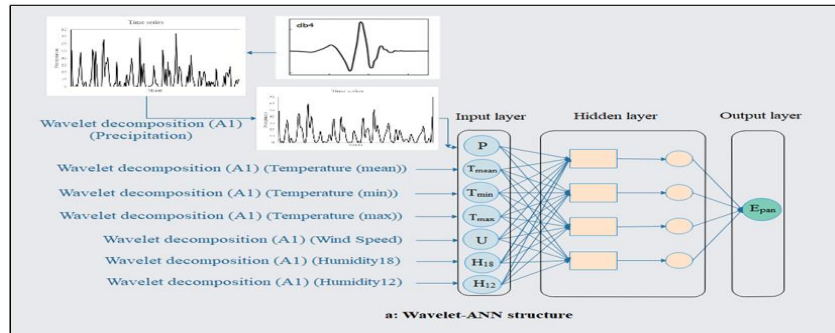 Time series
db4
Time series
Wavelet decomposition (A1)
(Precipitation)
Wavelet decomposition (A1) (Temperature (mean))
Wavelet decomposition (A1) (Temperature (min))
Wavelet decomposition (A1) (Temperature (max))
Wavelet decomposition (A1) (Wind Speed)
Wavelet decomposition (A1) (Humidity18)
Wavelet decomposition (A1) (Humidity12)
Input layer
P
Tmean
Tmin
Tmax
U
H18
H12
Hidden layer
Output layer
Epan
a: Wavelet-ANN structure